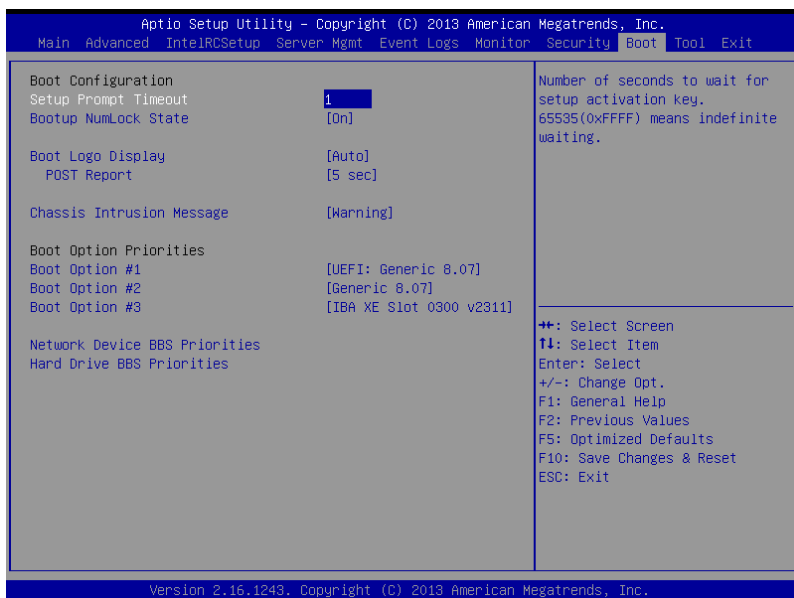 Aptio Setup Utility – Copyright (C) 2013 American Megatrends, Inc.
Main Advanced IntelRCSetup Server Mgmt Event Logs Monitor Security Boot Tool Exit
Boot Configuration
Setup Prompt Timeout 1
Bootup NumLock State [On]
Boot Logo Display [Auto]
POST Report [5 sec]
Chassis Intrusion Message [Warning]
Boot Option Priorities
Boot Option #1 [UEFI: Generic 8.07]
Boot Option #2 [Generic 8.07]
Boot Option #3 [IBA XE Slot 0300 v2311]
Network Device BBS Priorities
Hard Drive BBS Priorities
Number of seconds to wait for
setup activation key.
65535(0xFFFF) means indefinite
waiting.
→←: Select Screen
↑↓: Select Item
Enter: Select
+/-: Change Opt.
F1: General Help
F2: Previous Values
F5: Optimized Defaults
F10: Save Changes & Reset
ESC: Exit
Version 2.16.1243. Copyright (C) 2013 American Megatrends, Inc.